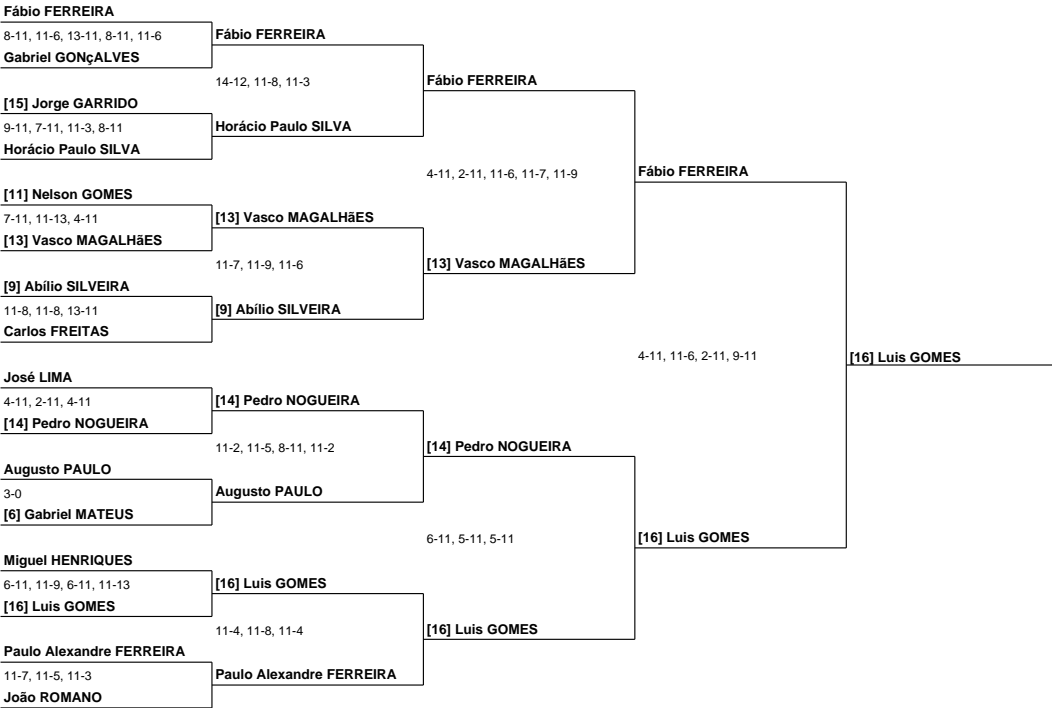 Fábio FERREIRA
8-11, 11-6, 13-11, 8-11, 11-6
Gabriel GONçALVES
[15] Jorge GARRIDO
9-11, 7-11, 11-3, 8-11
Horácio Paulo SILVA
[11] Nelson GOMES
7-11, 11-13, 4-11
[13] Vasco MAGALHãES
[9] Abílio SILVEIRA
11-8, 11-8, 13-11
Carlos FREITAS
José LIMA
4-11, 2-11, 4-11
[14] Pedro NOGUEIRA
Augusto PAULO
3-0
[6] Gabriel MATEUS
Miguel HENRIQUES
6-11, 11-9, 6-11, 11-13
[16] Luis GOMES
Paulo Alexandre FERREIRA
11-7, 11-5, 11-3
João ROMANO
Fábio FERREIRA
14-12, 11-8, 11-3
Horácio Paulo SILVA
[13] Vasco MAGALHãES
11-7, 11-9, 11-6
[9] Abílio SILVEIRA
[14] Pedro NOGUEIRA
11-2, 11-5, 8-11, 11-2
Augusto PAULO
[16] Luis GOMES
11-4, 11-8, 11-4
Paulo Alexandre FERREIRA
Fábio FERREIRA
4-11, 2-11, 11-6, 11-7, 11-9
[13] Vasco MAGALHãES
[14] Pedro NOGUEIRA
6-11, 5-11, 5-11
[16] Luis GOMES
Fábio FERREIRA
4-11, 11-6, 2-11, 9-11
[16] Luis GOMES
[16] Luis GOMES